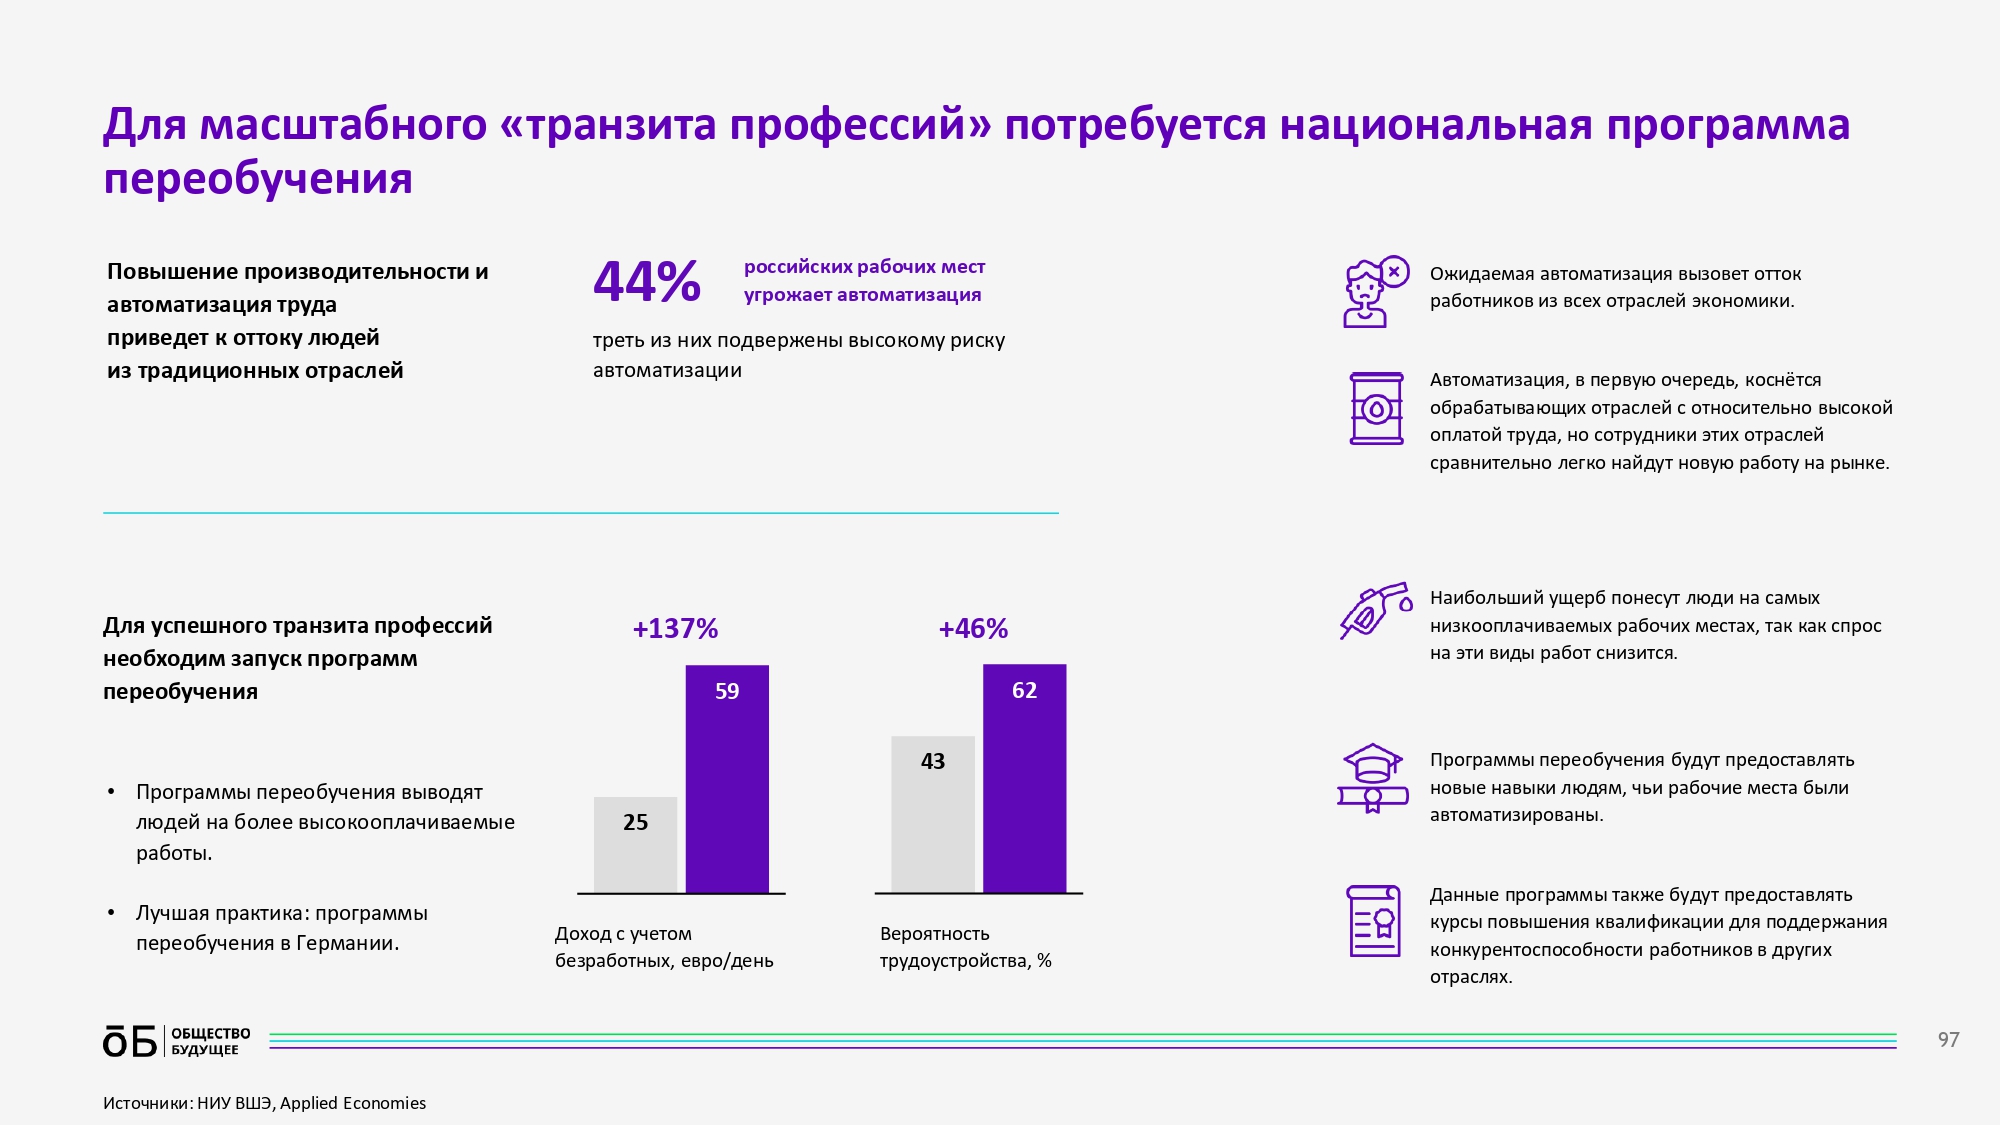 Для масштабного «транзита профессий» потребуется национальная программа
переобучения
Повышение производительности и
автоматизация труда
приведет к оттоку людей
из традиционных отраслей
44%
российских рабочих мест
угрожает автоматизация
треть из них подвержены высокому риску
автоматизации
Для успешного транзита профессий
необходим запуск программ
переобучения
• Программы переобучения выводят
людей на более высокооплачиваемые
работы.
• Лучшая практика: программы
переобучения в Германии.
+137%
25
59
Доход с учетом
безработных, евро/день
+46%
43
62
Вероятность
трудоустройства, %
Ожидаемая автоматизация вызовет отток
работников из всех отраслей экономики.
Автоматизация, в первую очередь, коснётся
обрабатывающих отраслей с относительно высокой
оплатой труда, но сотрудники этих отраслей
сравнительно легко найдут новую работу на рынке.
Наибольший ущерб понесут люди на самых
низкооплачиваемых рабочих местах, так как спрос
на эти виды работ снизится.
Программы переобучения будут предоставлять
новые навыки людям, чьи рабочие места были
автоматизированы.
Данные программы также будут предоставлять
курсы повышения квалификации для поддержания
конкурентоспособности работников в других
отраслях.
ōБ
ОБЩЕСТВО
БУДУЩЕЕ
97
Источники: НИУ ВШЭ, Applied Economies